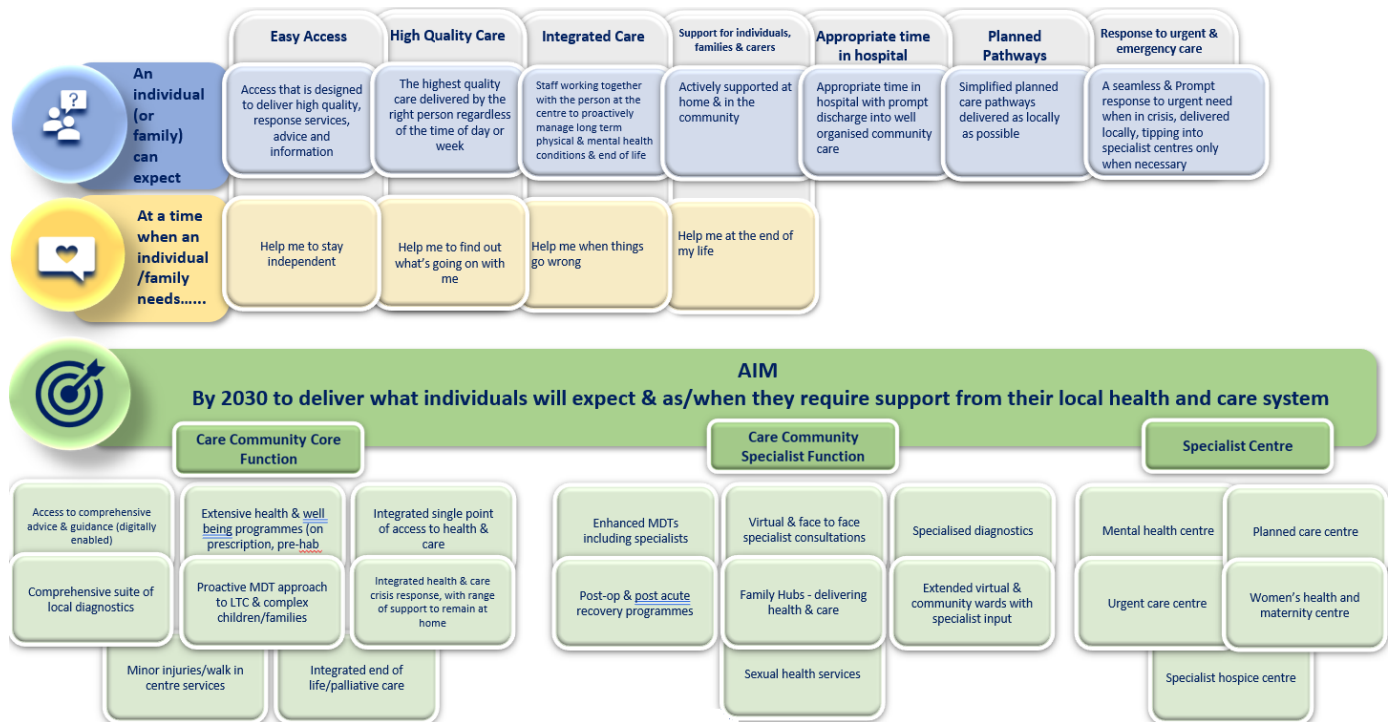 Easy Access
High Quality Care
Integrated Care
Support for individuals,
families & carers
Appropriate time
in hospital
Planned
Pathways
Response to urgent &
emergency care
An
individual
(or
family)
can
expect
Access that is designed
to deliver high quality,
response services,
advice and
information
The highest quality
care delivered by the
right person regardless
of the time of day or
week
Staff working together
with the person at the
centre to proactively
manage long term
physical & mental health
conditions & end of life
Actively supported at
home & in the
community
Appropriate time in
hospital with prompt
discharge into well
organised community
care
Simplified planned
care pathways
delivered as locally
as possible
A seamless & Prompt
response to urgent need
when in crisis, delivered
locally, tipping into
specialist centres only
when necessary
At a time
when an
individual
/family
needs…...
Help me to stay
independent
Help me to find out
what's going on with
me
Help me when things
go wrong
Help me at the end of
my life
AIM
By 2030 to deliver what individuals will expect & as/when they require support from their local health and care system
Care Community Core
Function
Access to comprehensive
advice & guidance (digitally
enabled)
Extensive health & well
being programmes (on
prescription, pre-hab
Integrated single point
of access to health &
care
Comprehensive suite of
local diagnostics
Proactive MDT approach
to LTC & complex
children/families
Integrated health & care
crisis response, with range
of support to remain at
home
Minor injuries/walk in
centre services
Integrated end of
life/palliative care
Care Community
Specialist Function
Enhanced MDTs
including specialists
Virtual & face to face
specialist consultations
Specialised diagnostics
Post-op & post acute
recovery programmes
Family Hubs - delivering
health & care
Extended virtual &
community wards with
specialist input
Sexual health services
Specialist Centre
Mental health centre
Planned care centre
Urgent care centre
Women's health and
maternity centre
Specialist hospice centre